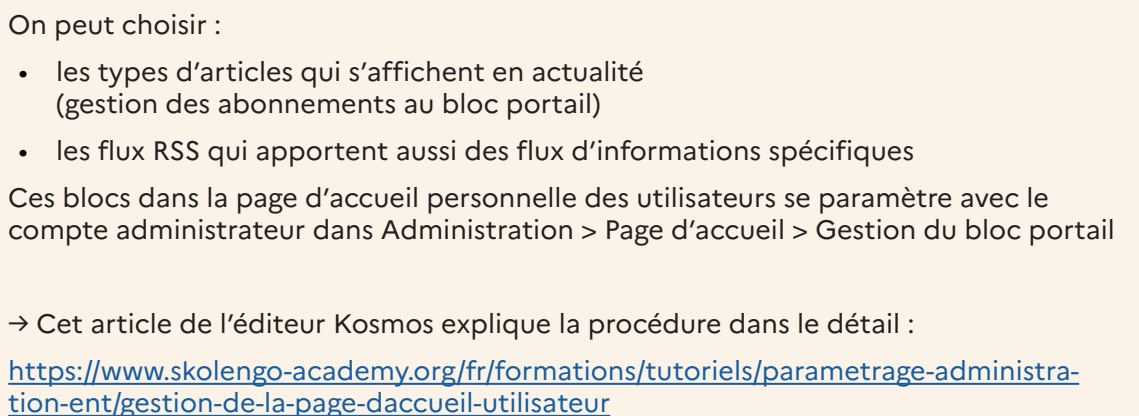 On peut choisir :
• les types d'articles qui s'affichent en actualité
(gestion des abonnements au bloc portail)
• les flux RSS qui apportent aussi des flux d'informations spécifiques
Ces blocs dans la page d'accueil personnelle des utilisateurs se paramètre avec le
compte administrateur dans Administration > Page d'accueil > Gestion du bloc portail
→ Cet article de l'éditeur Kosmos explique la procédure dans le détail :
https://www.skolengo-academy.org/fr/formations/tutoriels/parametrage-administra-
tion-ent/gestion-de-la-page-daccueil-utilisateur